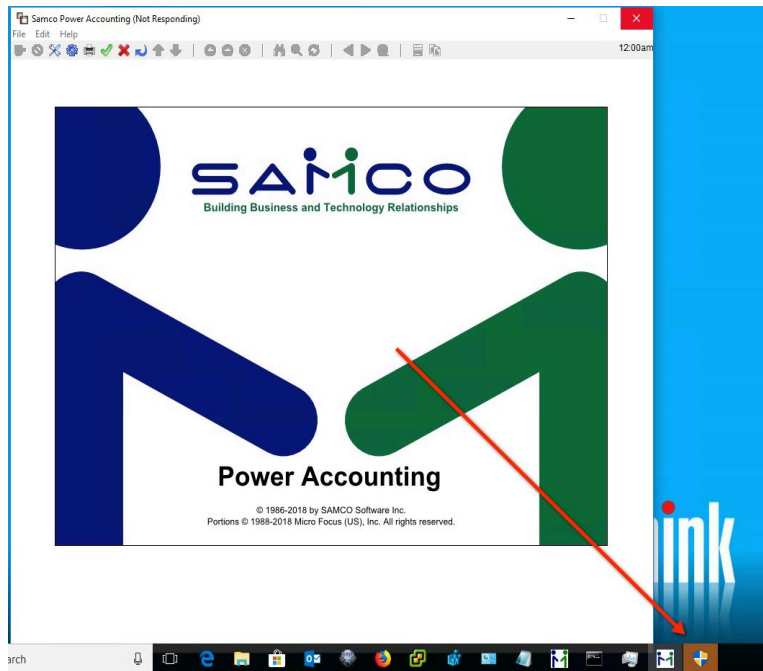 Samco Power Accounting (Not Responding)
File Edit Help
12:00am
SAMCO
Building Business and Technology Relationships
Power Accounting
© 1986-2018 by SAMCO Software Inc.
Portions © 1988-2018 Micro Focus (US), Inc. All rights reserved.
ink
arch